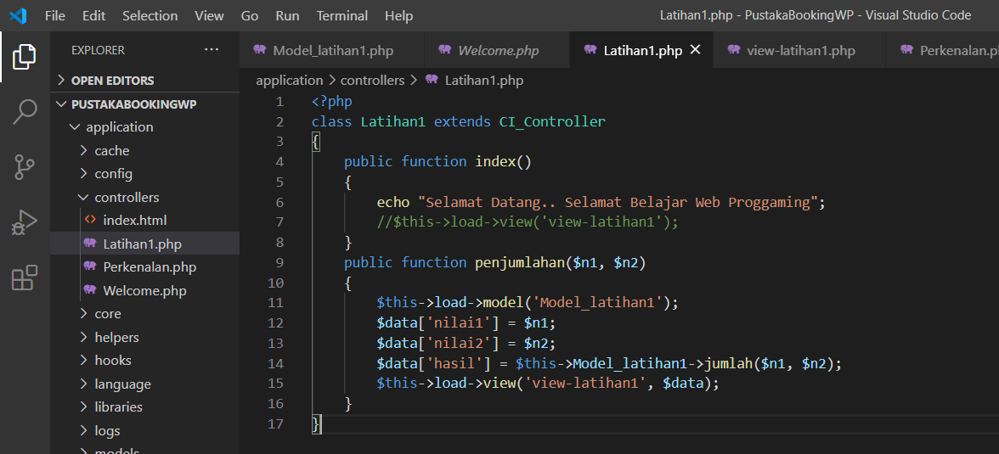 File Edit Selection View Go Run Terminal Help
Latihan1.php - PustakaBookingWP - Visual Studio Code
EXPLORER ...
Model_latihan1.php Welcome.php Latihan1.php view-latihan1.php Perkenalan.p
OPEN EDITORS
PUSTAKABOOKINGWP
application
cache
config
controllers
index.html
Latihan1.php
Perkenalan.php
Welcome.php
core
helpers
hooks
language
libraries
logs
models
application > controllers > Latihan1.php
1 <?php
2 class Latihan1 extends CI_Controller
3 {
4     public function index()
5     {
6         echo "Selamat Datang.. Selamat Belajar Web Proggaming";
7         //$this->load->view('view-latihan1');
8     }
9     public function penjumlahan($n1, $n2)
10     {
11         $this->load->model('Model_latihan1');
12         $data['nilai1'] = $n1;
13         $data['nilai2'] = $n2;
14         $data['hasil'] = $this->Model_latihan1->jumlah($n1, $n2);
15         $this->load->view('view-latihan1', $data);
16     }
17 }